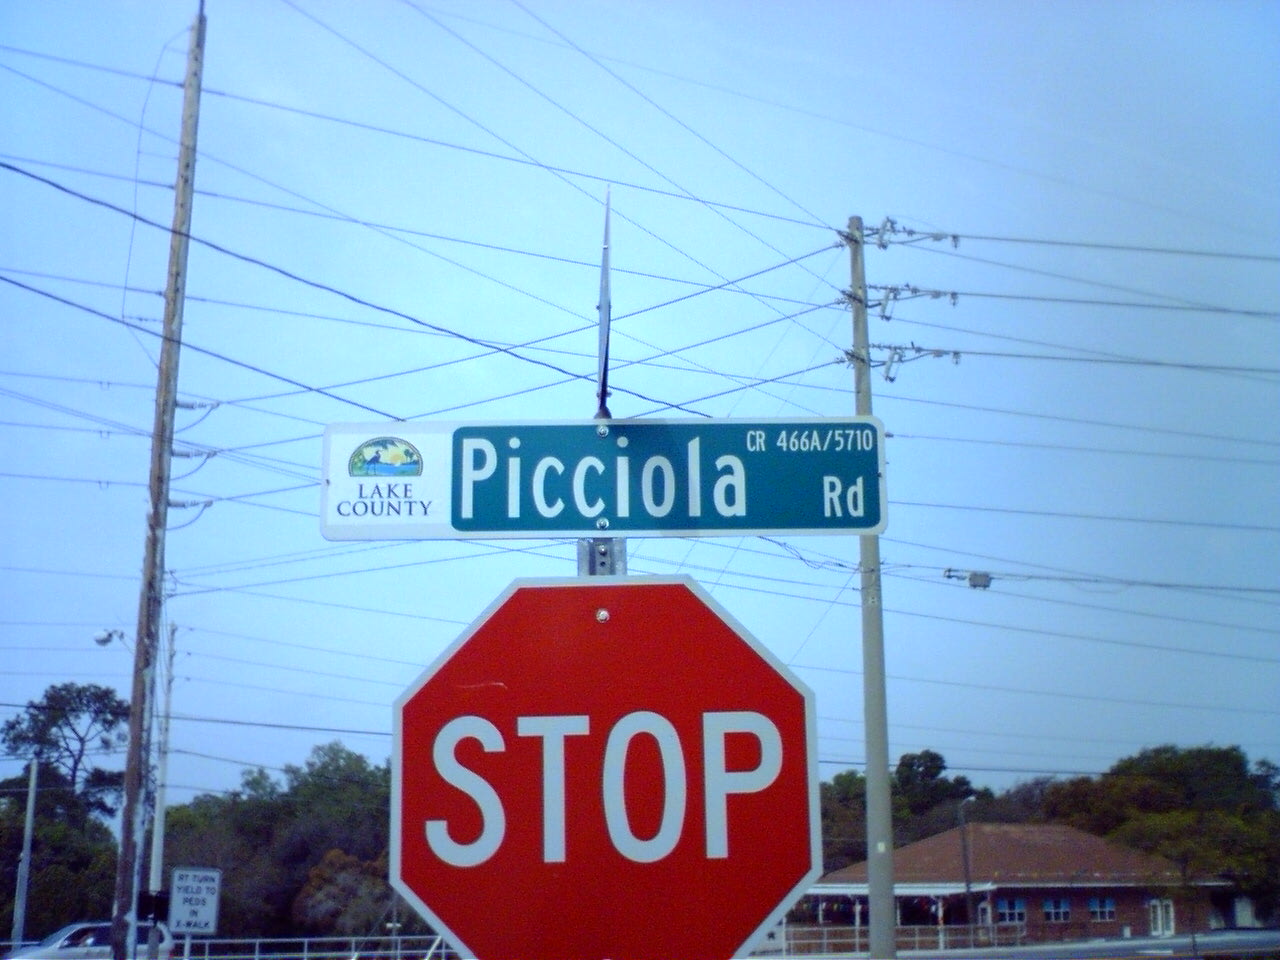 LAKE
COUNTY
Picciola
CR 466A/5710
Rd
STOP
RT TURN
YIELD TO
PEDS
IN
X-WALK